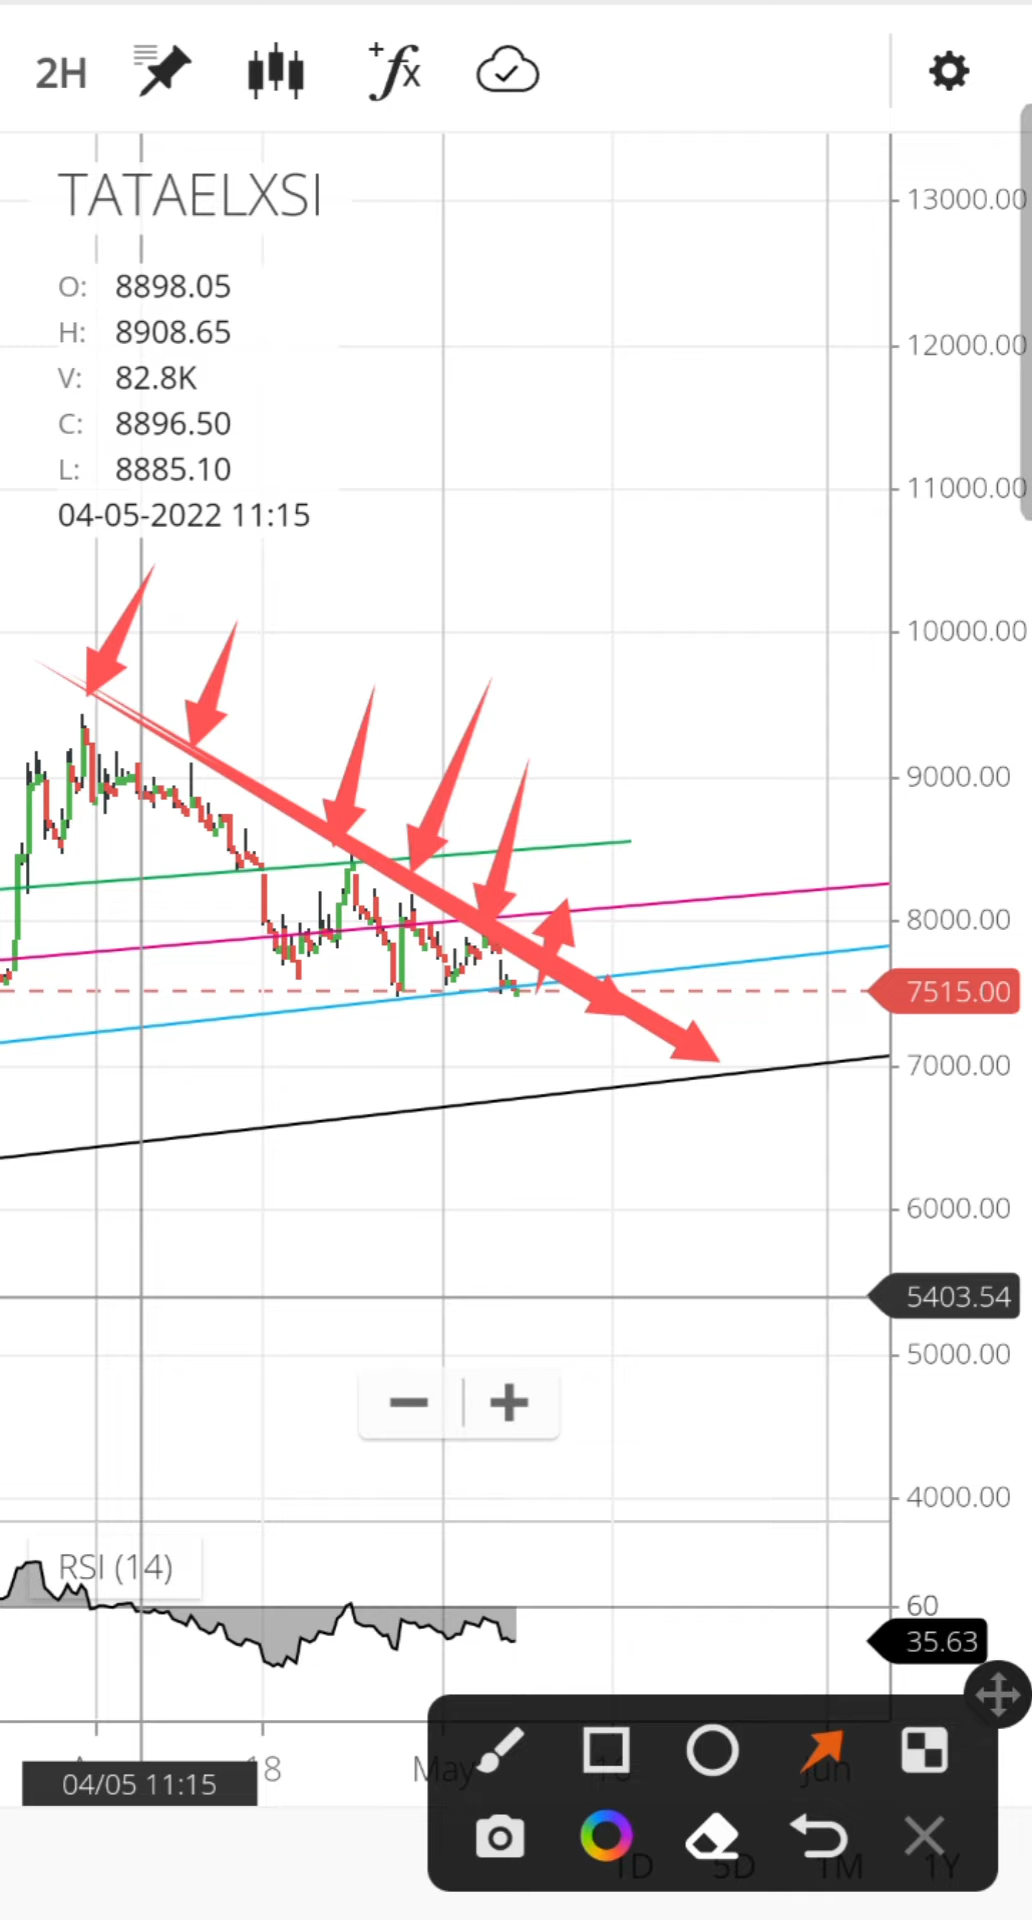 2H
+fx
TATAELXSI
O: 8898.05
H: 8908.65
V: 82.8K
C: 8896.50
L: 8885.10
04-05-2022 11:15
13000.00
12000.00
11000.00
10000.00
9000.00
8000.00
7515.00
7000.00
6000.00
5403.54
5000.00
4000.00
RSI (14)
60
35.63
04/05 11:15
18
May
16
Jun
1D 5D 1M 1Y